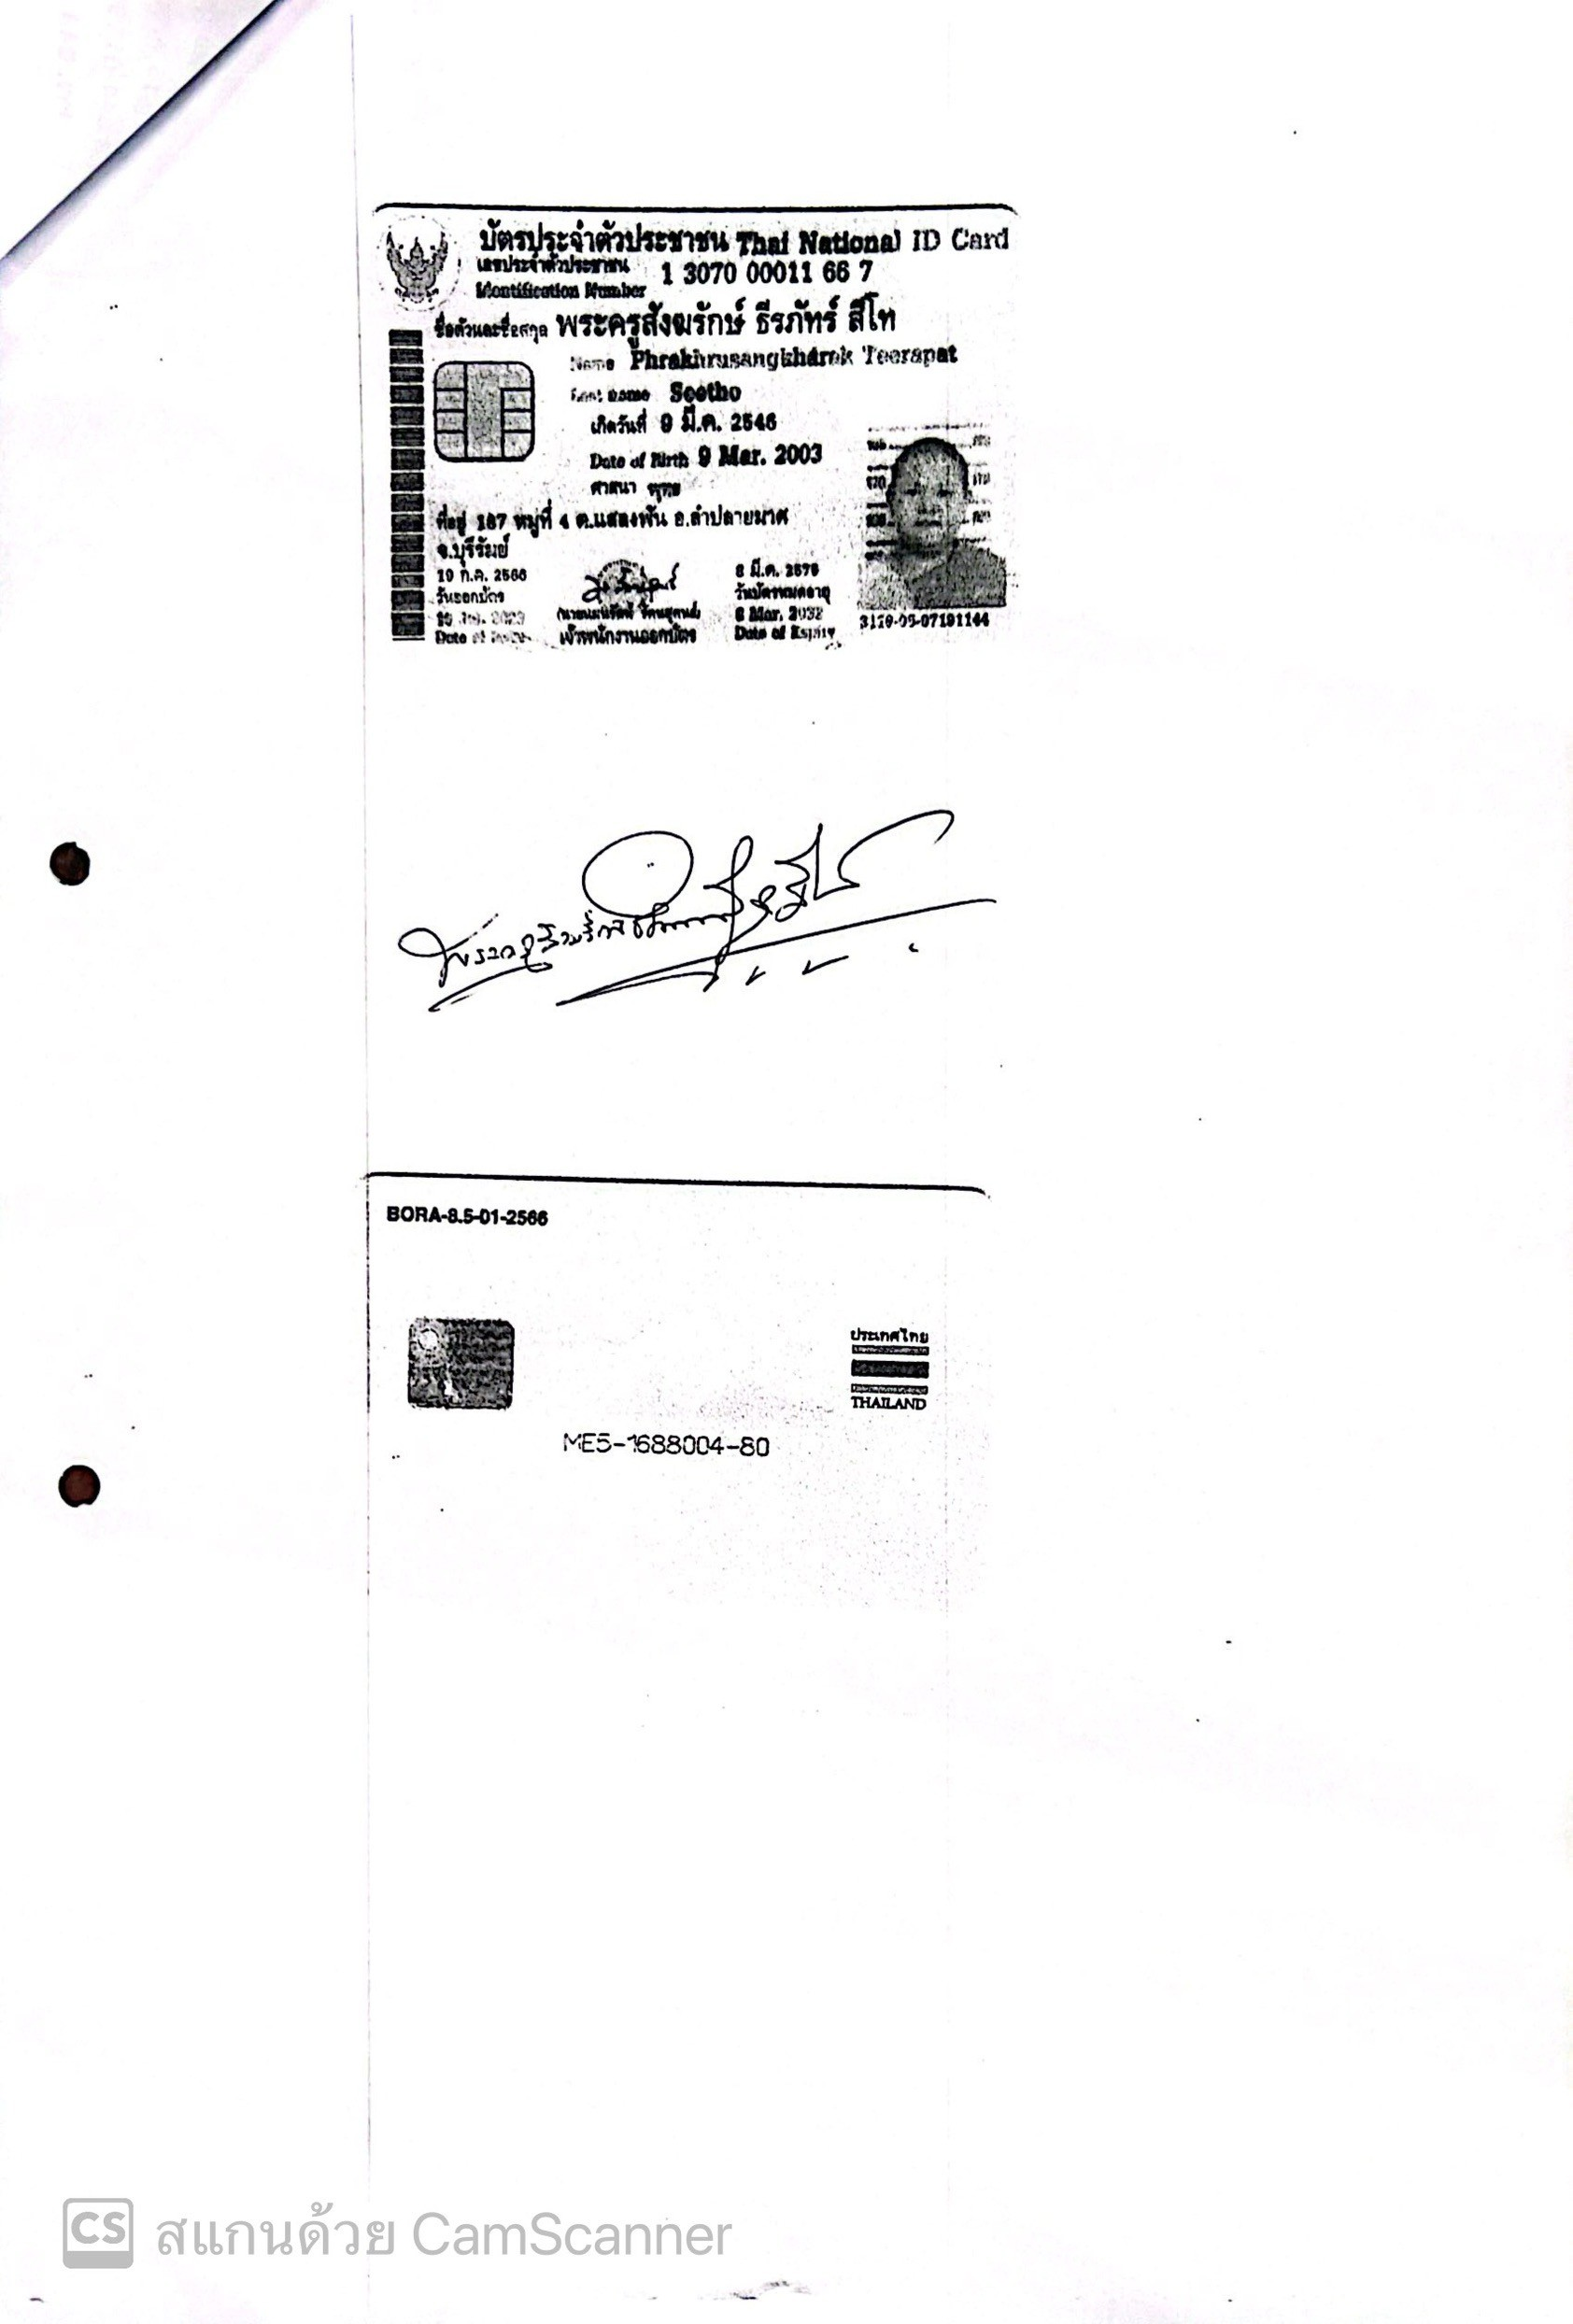 บัตรประจำตัวประชาชน Thai National ID Card
เลขประจำตัวประชาชน 1 3070 00011 66 7
Identification Number
ชื่อตัวและชื่อสกุล พระครูสังฆรักษ์ ธีรภัทร์ สีโท
Name Phrakhrusangkharak Teerapat
Last name Seetho
เกิดวันที่ 9 มี.ค. 2546
Date of Birth 9 Mar. 2003
ศาสนา พุทธ
ที่อยู่ 187 หมู่ที่ 4 ต.แสลงพัน อ.ลำปลายมาศ
จ.บุรีรัมย์
19 ก.ค. 2566
วันออกบัตร
2023
Date of Issue
เจ้าพนักงานออกบัตร
8 มี.ค. 2575
วันบัตรหมดอายุ
8 Mar. 2032
Date of Expiry
07191144
BORA-8.5-01-2566
ประเทศไทย
THAILAND
ME5-1688004-80
CS สแกนด้วย CamScanner